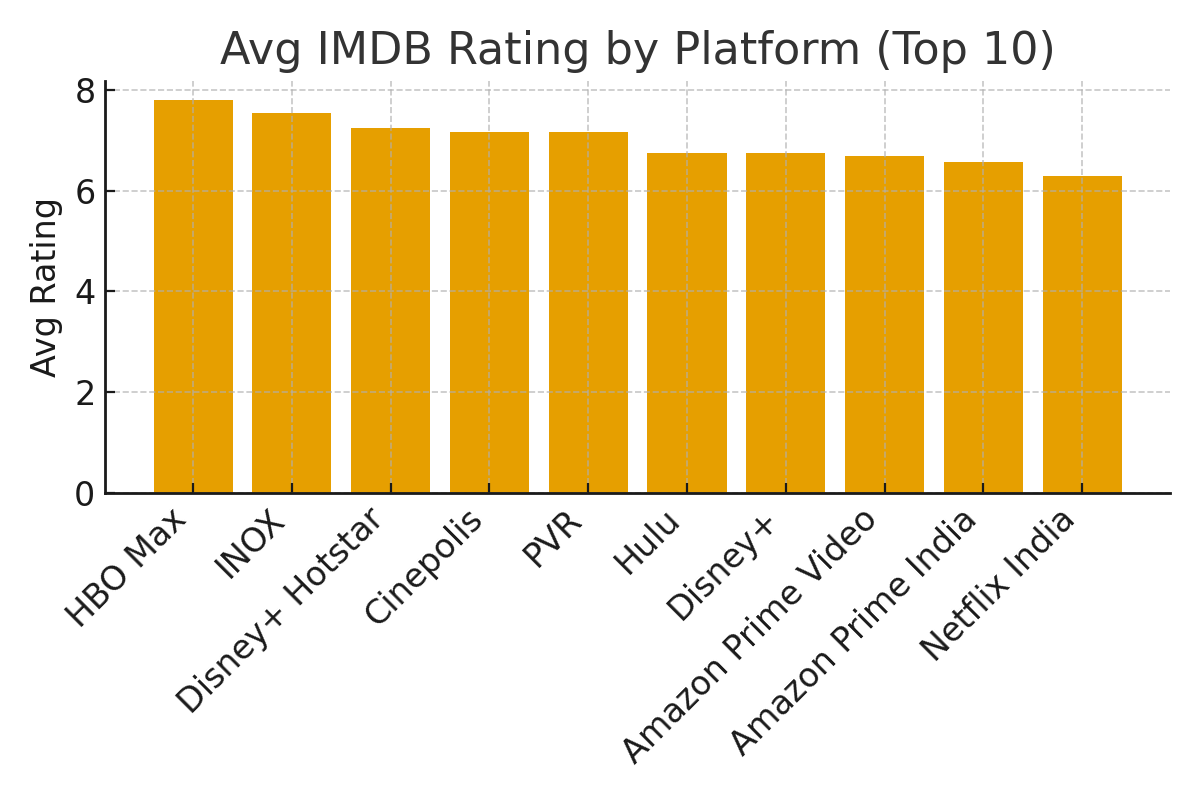 Avg IMDB Rating by Platform (Top 10)
Avg Rating
8
6
4
2
0
HBO Max
INOX
Disney+ Hotstar
Cinepolis
PVR
Hulu
Disney+
Amazon Prime Video
Amazon Prime India
Netflix India